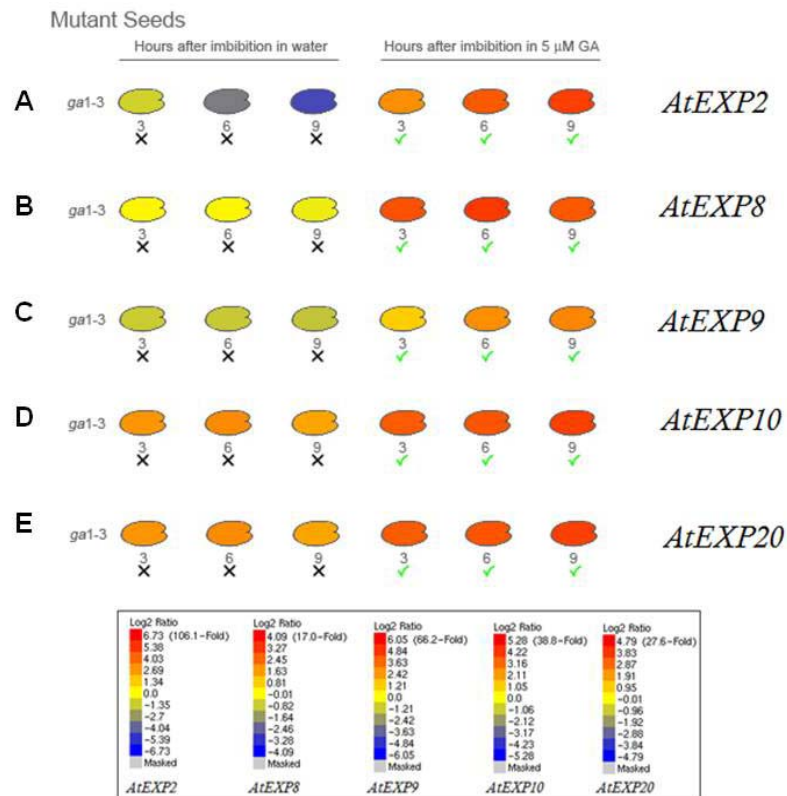 Mutant Seeds
Hours after imbibition in water Hours after imbibition in 5 µM GA
A ga1-3 3 6 9 3 6 9 AtEXP2
B ga1-3 3 6 9 3 6 9 AtEXP8
C ga1-3 3 6 9 3 6 9 AtEXP9
D ga1-3 3 6 9 3 6 9 AtEXP10
E ga1-3 3 6 9 3 6 9 AtEXP20
Log2 Ratio
6.73 (106.1-Fold)
5.38
4.03
2.69
1.34
0.0
-1.35
-2.7
-4.04
-5.39
-6.73
Masked
AtEXP2
Log2 Ratio
4.09 (17.0-Fold)
3.27
2.45
1.63
0.81
-0.01
-0.82
-1.64
-2.46
-3.28
-4.09
Masked
AtEXP8
Log2 Ratio
6.05 (66.2-Fold)
4.84
3.63
2.42
1.21
0.0
-1.21
-2.42
-3.63
-4.84
-6.05
Masked
AtEXP9
Log2 Ratio
5.28 (38.8-Fold)
4.22
3.16
2.11
1.05
0.0
-1.06
-2.12
-3.17
-4.23
-5.28
Masked
AtEXP10
Log2 Ratio
4.79 (27.6-Fold)
3.83
2.87
1.91
0.95
-0.01
-0.96
-1.92
-2.88
-3.84
-4.79
Masked
AtEXP20